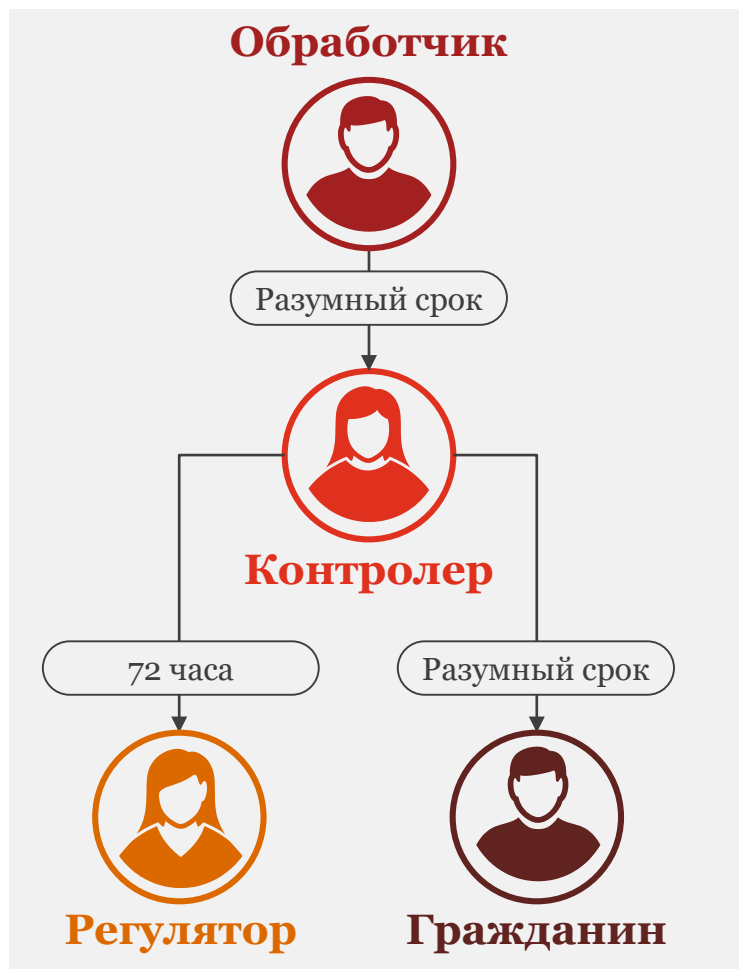 Обработчик
Разумный срок
Контролер
72 часа
Разумный срок
Регулятор
Гражданин